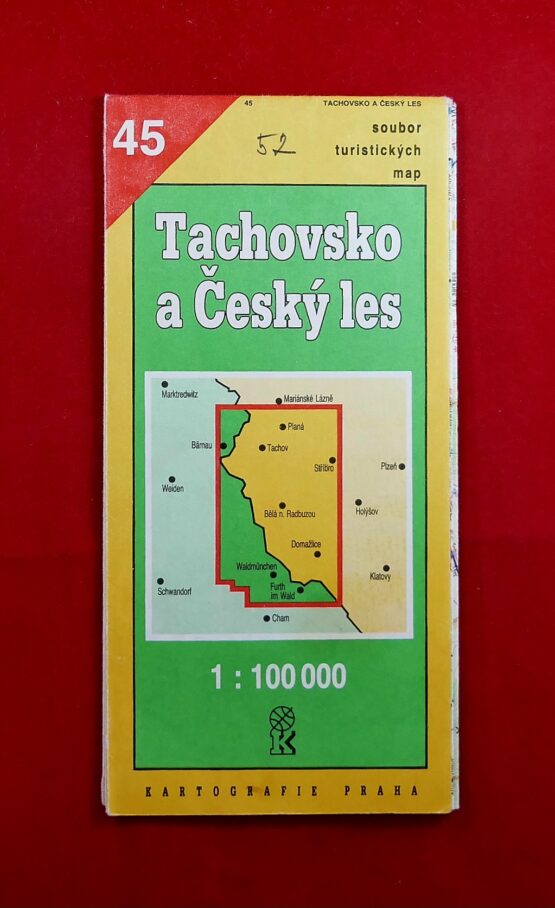 45
45
TACHOVSKO A ČESKÝ LES
52
soubor
turistických
map
Tachovsko
a Český les
Marktredwitz
Mariánské Lázně
Planá
Bärnau
Tachov
Stříbro
Plzeň
Weiden
Holýšov
Bělá n. Radbuzou
Domažlice
Waldmünchen
Klatovy
Schwandorf
Furth
im Wald
Cham
1 : 100 000
K
KARTOGRAFIE PRAHA